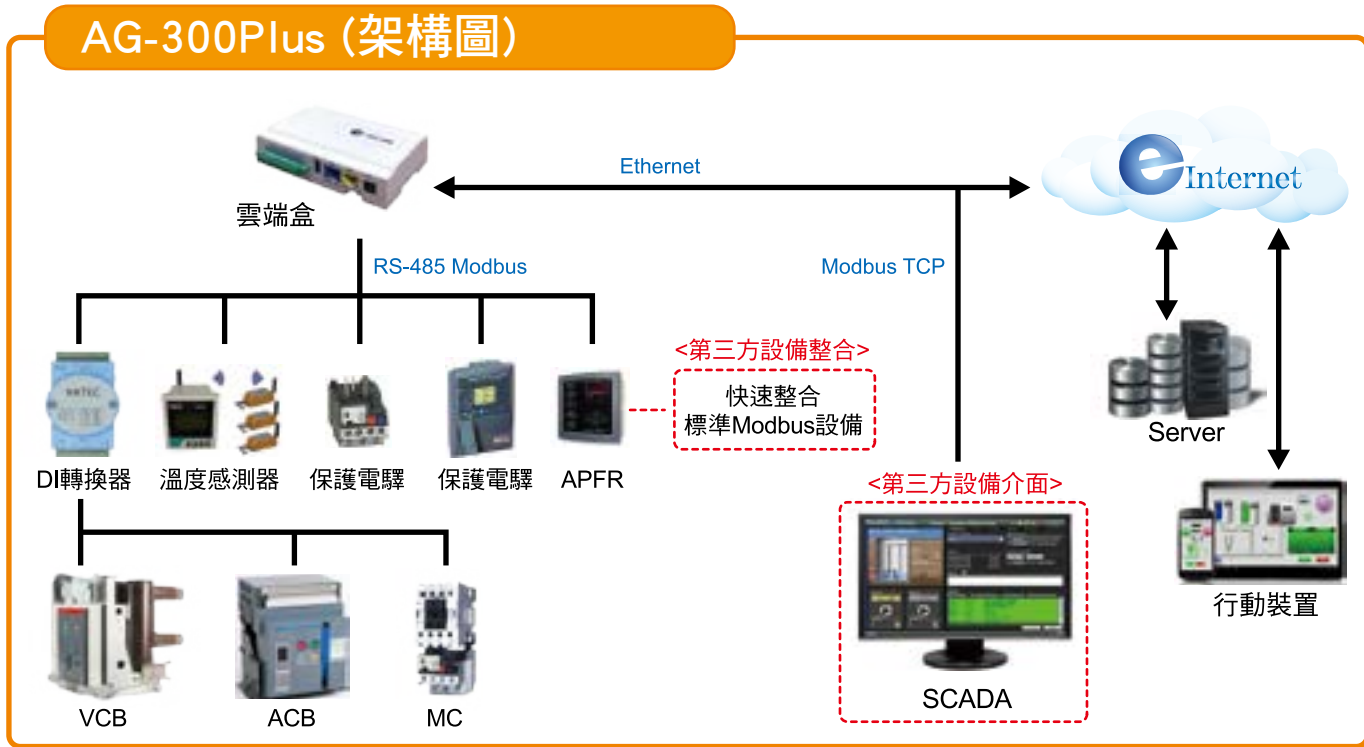 AG-300Plus (架構圖)
Ethernet
e Internet
雲端盒
RS-485 Modbus
Modbus TCP
<第三方設備整合>
快速整合
標準Modbus設備
DI轉換器
溫度感測器
保護電驛
保護電驛
APFR
Server
<第三方設備介面>
行動裝置
VCB
ACB
MC
SCADA